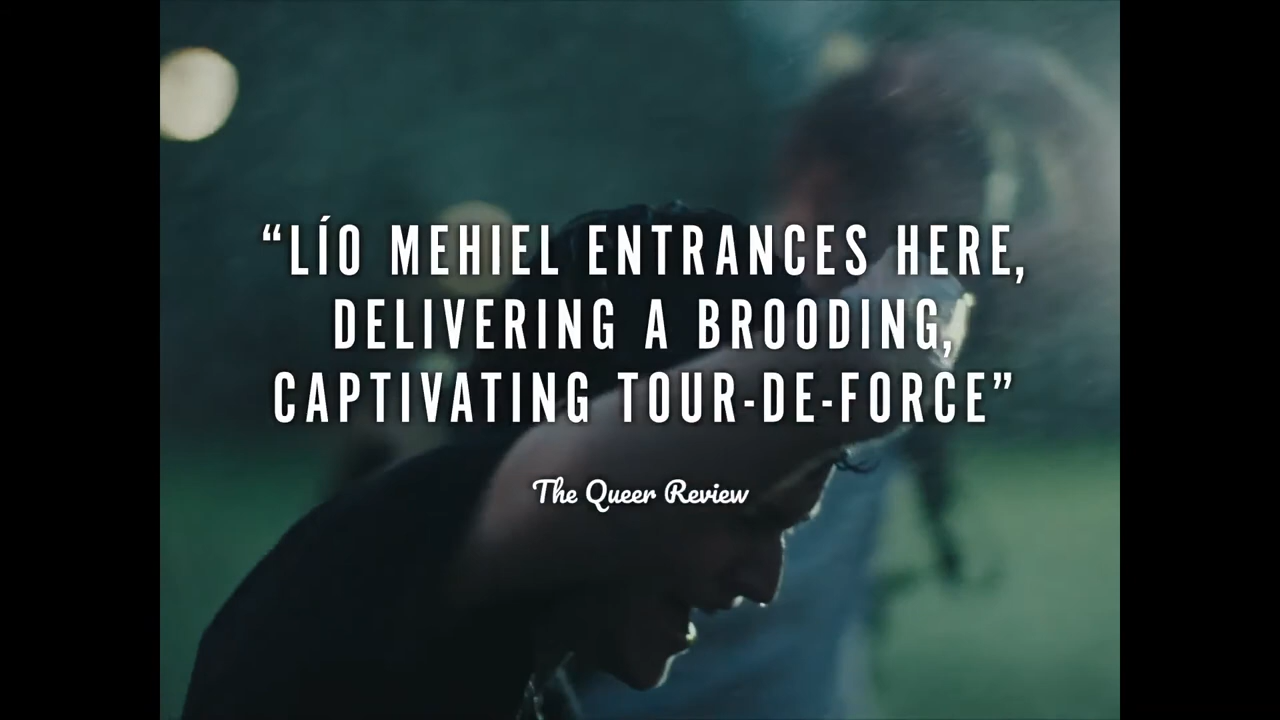 “LÍO MEHIEL ENTRANCES HERE,
DELIVERING A BROODING,
CAPTIVATING TOUR-DE-FORCE”
The Queer Review